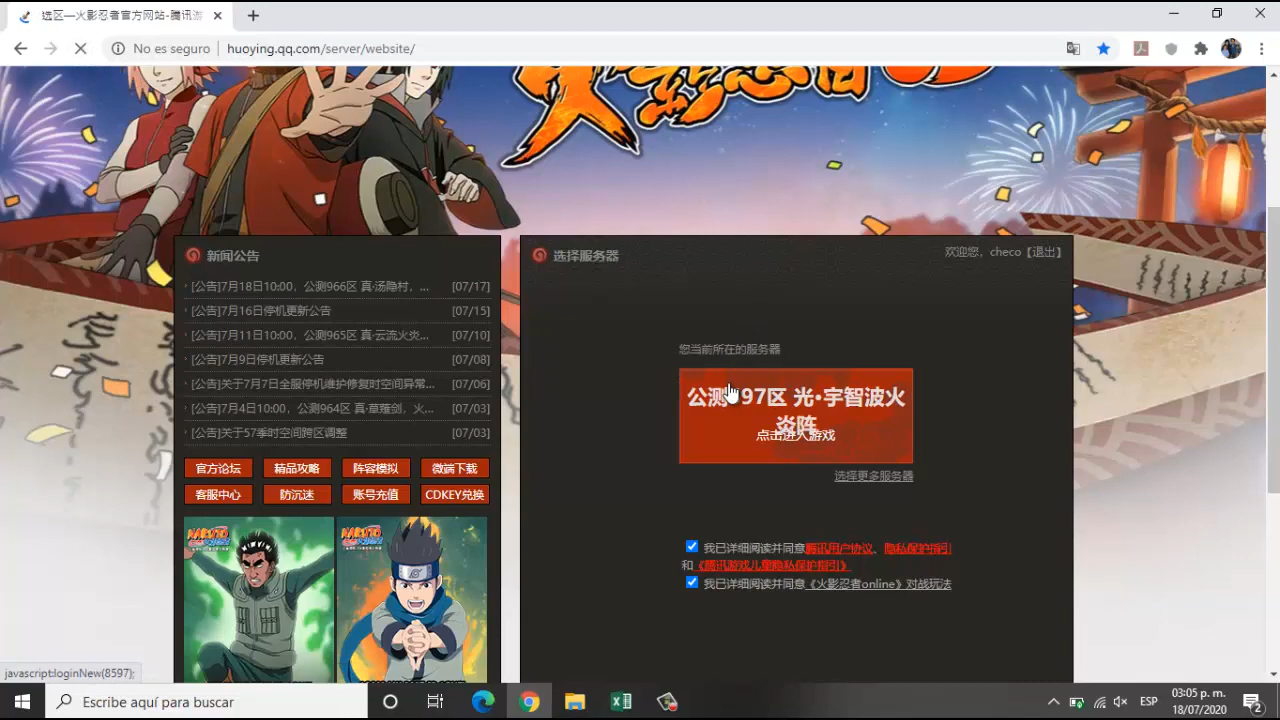 选区—火影忍者官方网站-腾讯游
No es seguro
huoying.qq.com/server/website/
火影忍者
新闻公告
[公告]7月18日10:00，公测966区 真·汤隐村，... [07/17]
[公告]7月16日停机更新公告 [07/15]
[公告]7月11日10:00，公测965区 真·云流火炎... [07/10]
[公告]7月9日停机更新公告 [07/08]
[公告]关于7月7日全服停机维护修复时空间异常... [07/06]
[公告]7月4日10:00，公测964区 真·草薙剑，火... [07/03]
[公告]关于57季时空间跨区调整 [07/03]
官方论坛 精品攻略 阵容模拟 微端下载
客服中心 防沉迷 账号充值 CDKEY兑换
NARUTO
NARUTO
选择服务器
欢迎您，checo【退出】
您当前所在的服务器
公测 97区 光·宇智波火
炎阵
点击进入游戏
选择更多服务器
我已详细阅读并同意腾讯用户协议、隐私保护指引
和《腾讯游戏儿童隐私保护指引》
我已详细阅读并同意《火影忍者online》对战玩法
javascript:loginNew(8597);
Escribe aquí para buscar
ESP
03:05 p. m.
18/07/2020
2